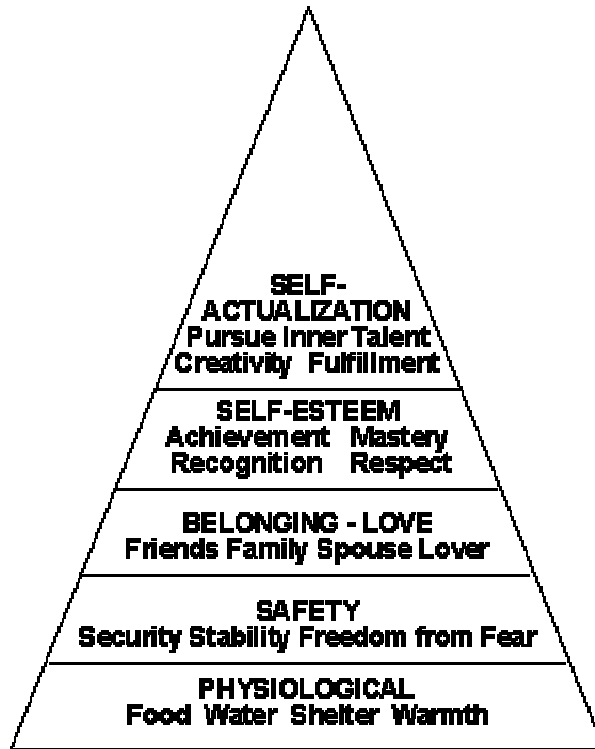 SELF-
ACTUALIZATION
Pursue Inner Talent
Creativity Fulfillment
SELF-ESTEEM
Achievement Mastery
Recognition Respect
BELONGING - LOVE
Friends Family Spouse Lover
SAFETY
Security Stability Freedom from Fear
PHYSIOLOGICAL
Food Water Shelter Warmth